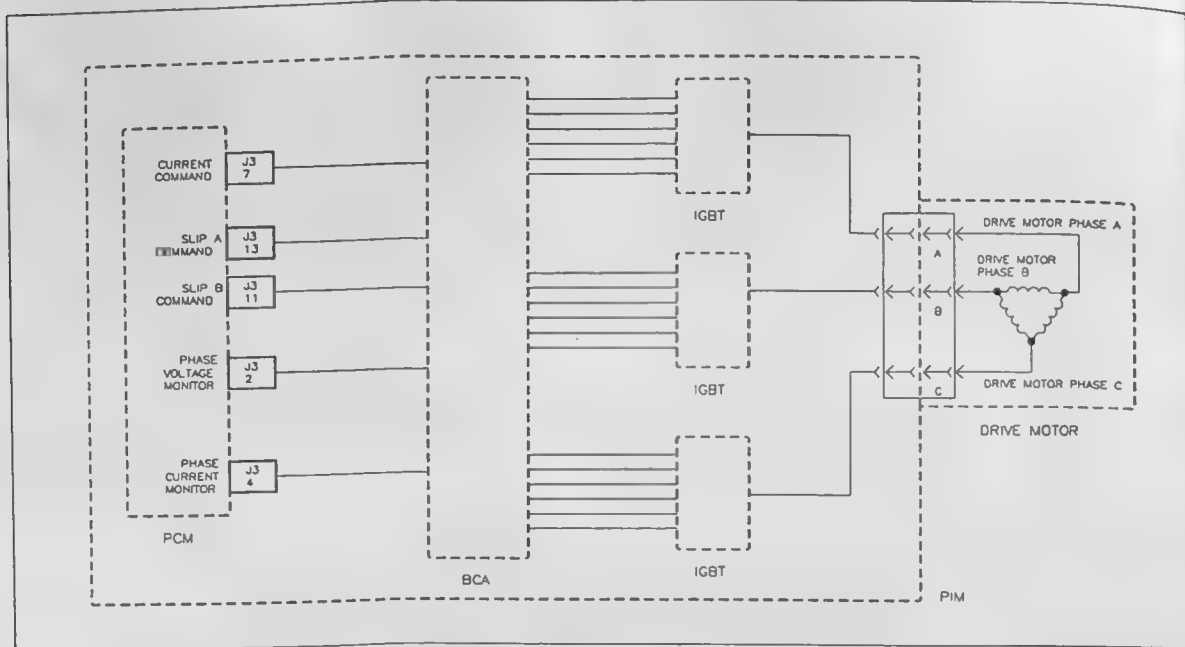 CURRENT
COMMAND
J3
7
SLIP A
J3
13
SLIP B
COMMAND
J3
11
PHASE
VOLTAGE
MONITOR
J3
2
PHASE
CURRENT
MONITOR
J3
4
PCM
BCA
IGBT
IGBT
IGBT
PIM
DRIVE MOTOR PHASE A
A
DRIVE MOTOR
PHASE B
B
DRIVE MOTOR PHASE C
C
DRIVE MOTOR